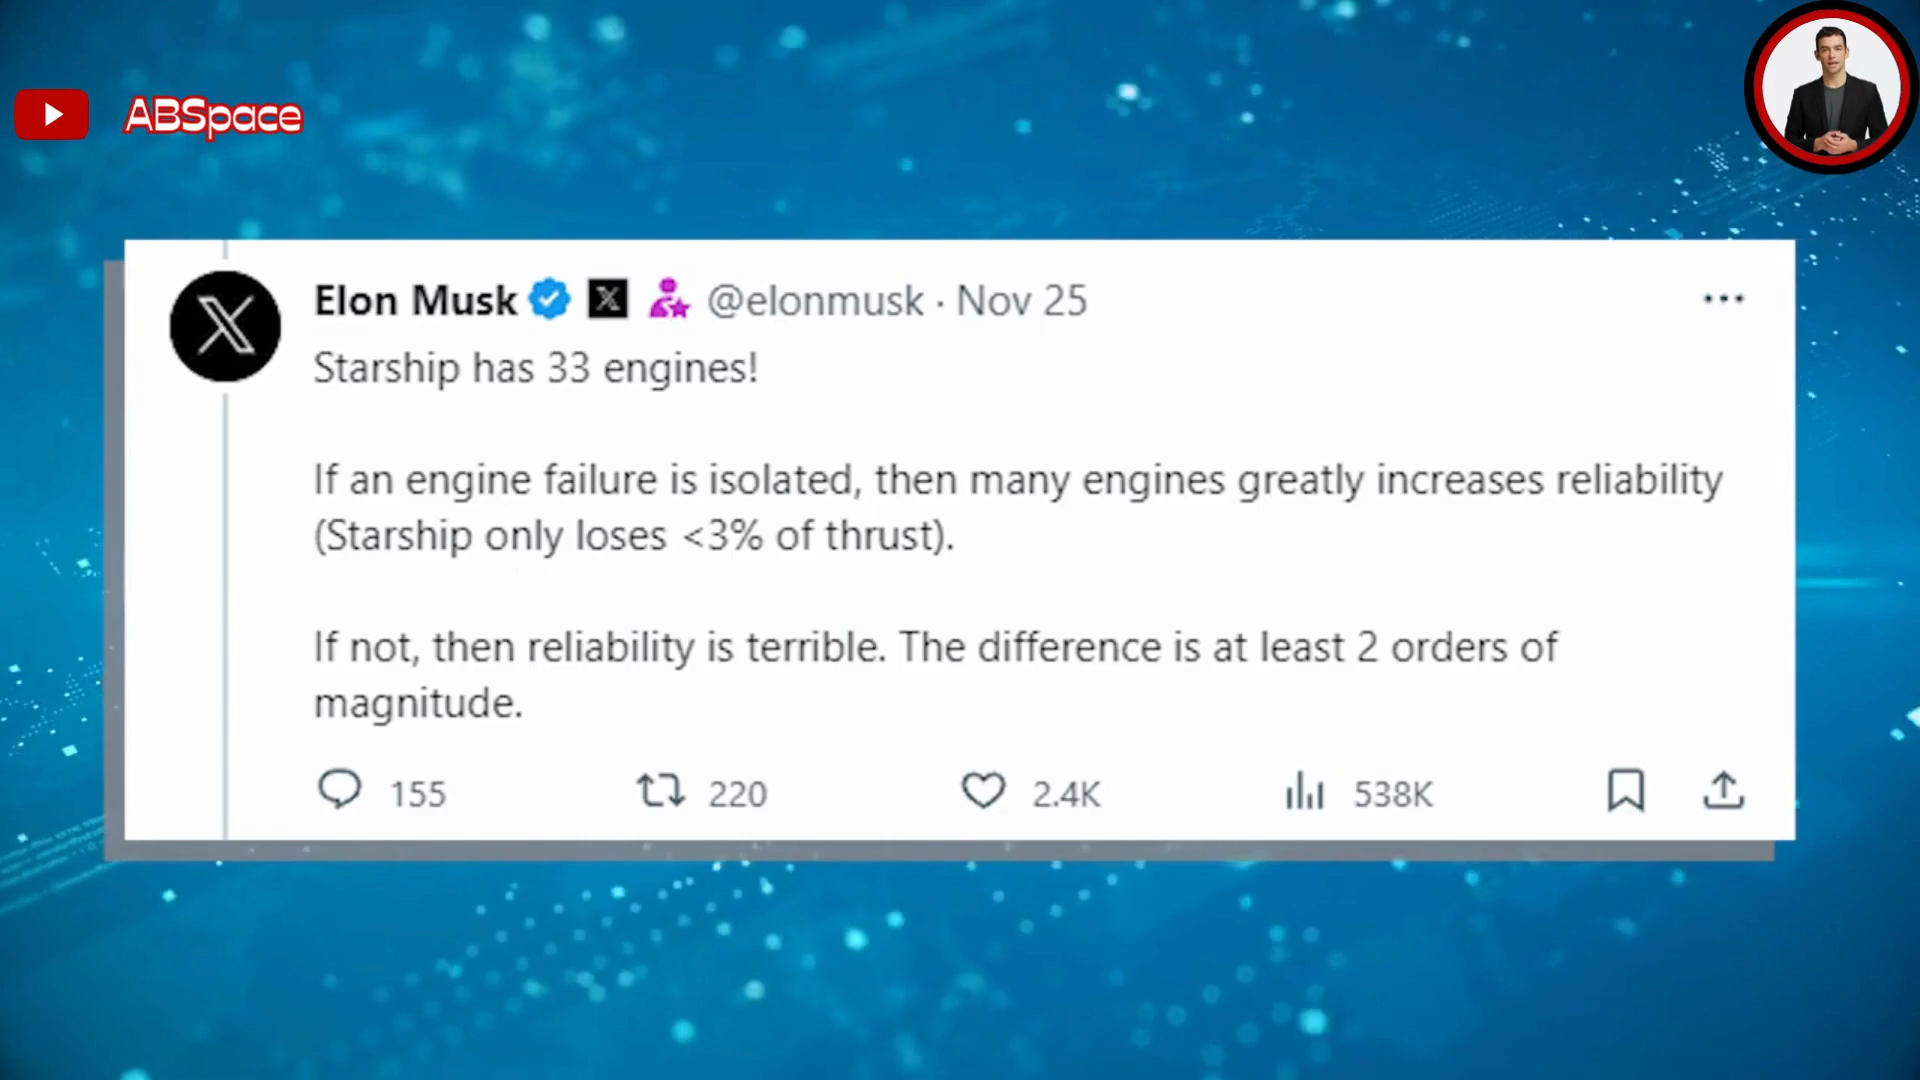 ABSpace
Elon Musk @elonmusk · Nov 25
Starship has 33 engines!
If an engine failure is isolated, then many engines greatly increases reliability
(Starship only loses <3% of thrust).
If not, then reliability is terrible. The difference is at least 2 orders of
magnitude.
155 220 2.4K 538K